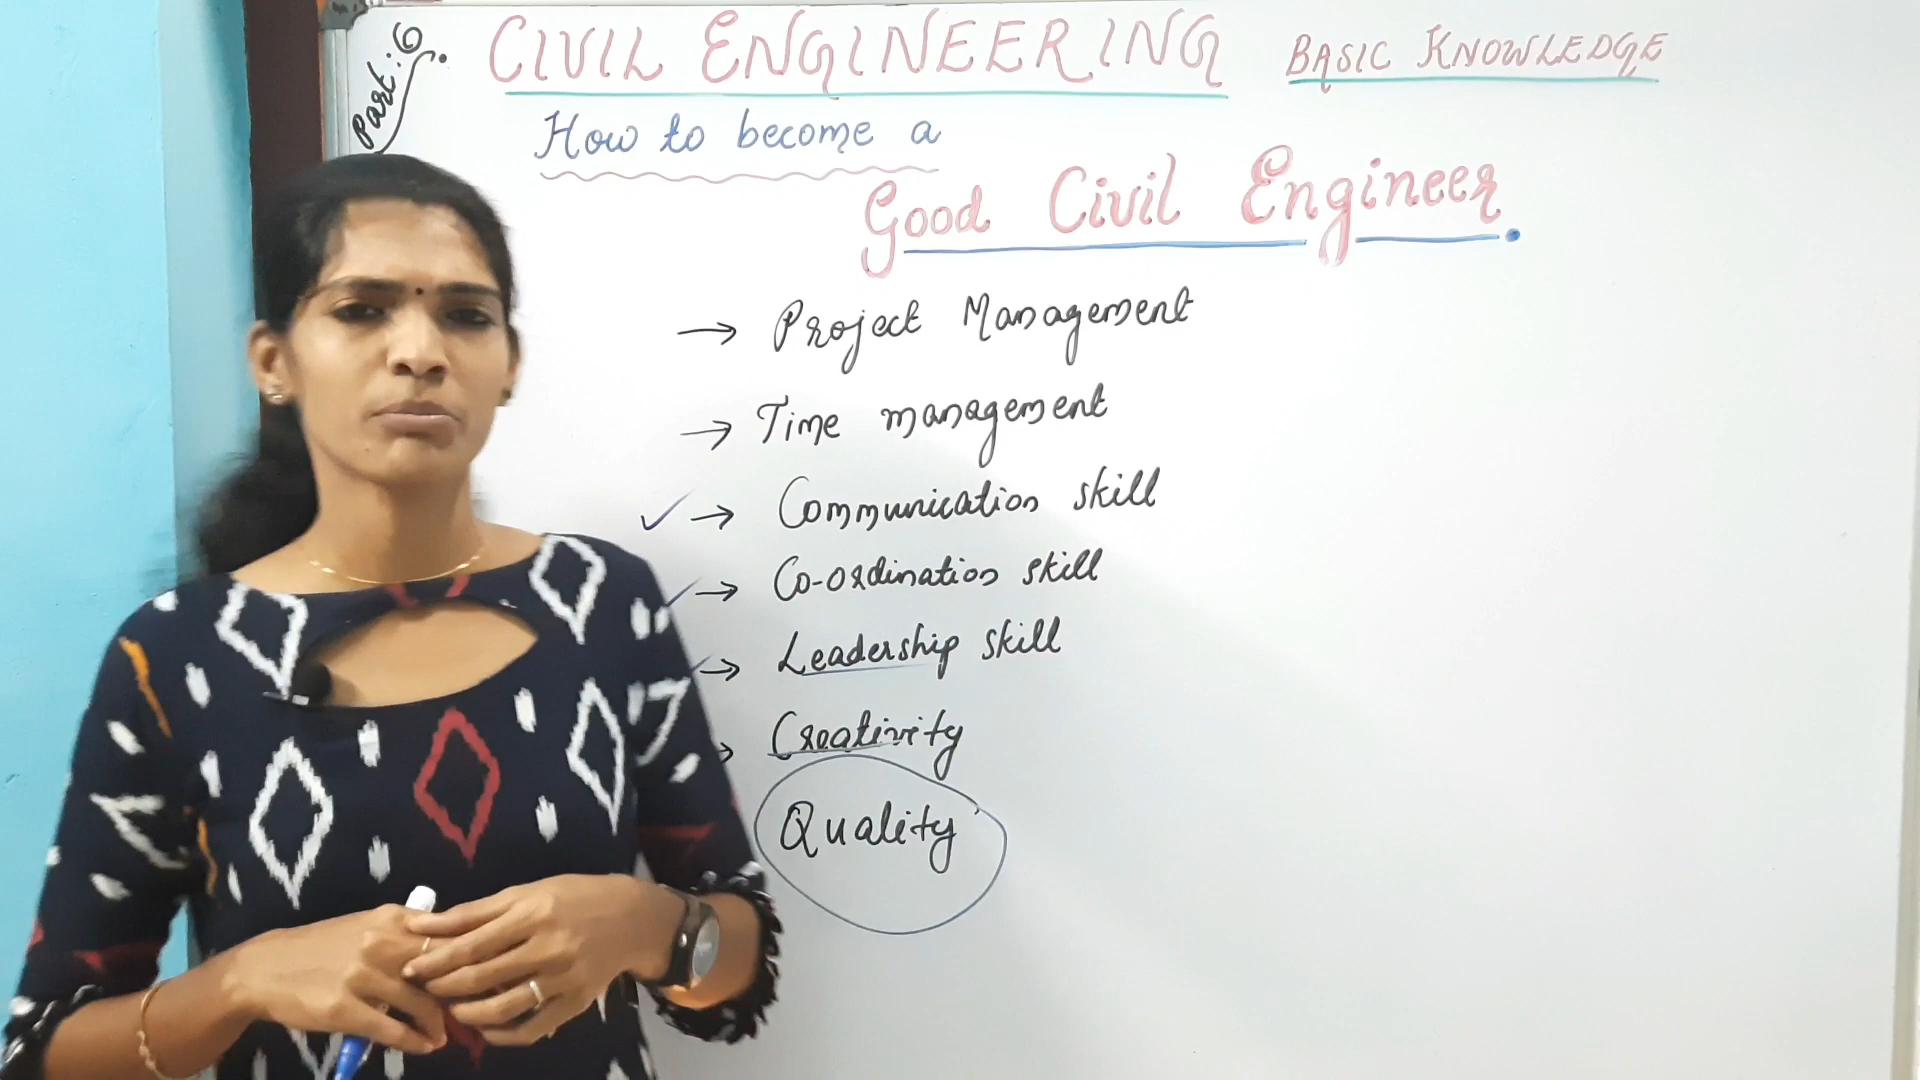 Part: 6
CIVIL ENGINEERING BASIC KNOWLEDGE
How to become a
Good Civil Engineer.
→ Project Management
→ Time management
✓ → Communication skill
✓ → Co-ordination skill
✓ → Leadership skill
→ Creativity
Quality